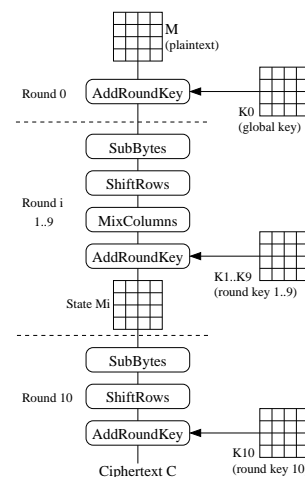 M
(plaintext)
Round 0
AddRoundKey
K0
(global key)
SubBytes
ShiftRows
Round i
1..9
MixColumns
AddRoundKey
K1..K9
(round key 1..9)
State Mi
SubBytes
Round 10
ShiftRows
AddRoundKey
K10
(round key 10
Ciphertext C